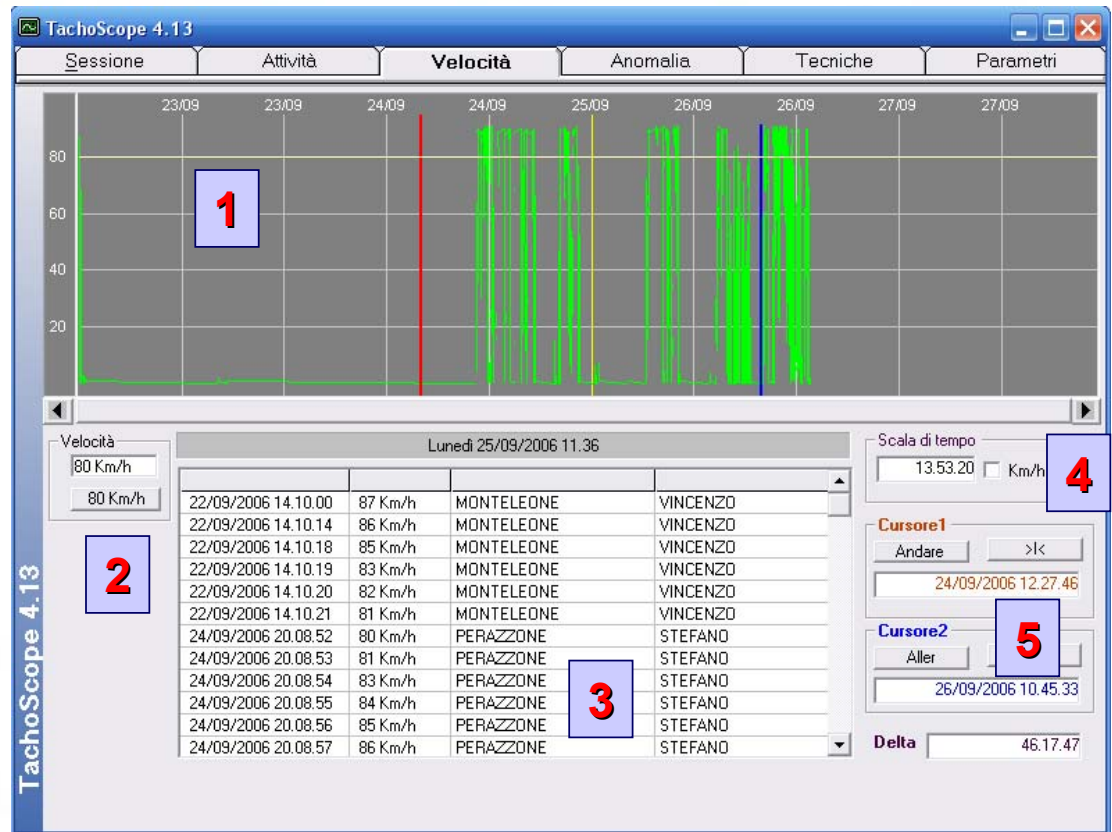 TachoScope 4.13
Sessione Attività Velocità Anomalia Tecniche Parametri
23/09 23/09 24/09 24/09 25/09 26/09 26/09 27/09 27/09
80
60
40
20
1
Velocità
80 Km/h
80 Km/h
2
Lunedì 25/09/2006 11.36
22/09/2006 14.10.00 87 Km/h MONTELEONE VINCENZO
22/09/2006 14.10.14 86 Km/h MONTELEONE VINCENZO
22/09/2006 14.10.18 85 Km/h MONTELEONE VINCENZO
22/09/2006 14.10.19 83 Km/h MONTELEONE VINCENZO
22/09/2006 14.10.20 82 Km/h MONTELEONE VINCENZO
22/09/2006 14.10.21 81 Km/h MONTELEONE VINCENZO
24/09/2006 20.08.52 80 Km/h PERAZZONE STEFANO
24/09/2006 20.08.53 81 Km/h PERAZZONE STEFANO
24/09/2006 20.08.54 83 Km/h PERAZZONE STEFANO
24/09/2006 20.08.55 84 Km/h PERAZZONE STEFANO
24/09/2006 20.08.56 85 Km/h PERAZZONE STEFANO
24/09/2006 20.08.57 86 Km/h PERAZZONE STEFANO
3
Scala di tempo
13.53.20 Km/h
4
Cursore1
Andare >|<
24/09/2006 12.27.46
Cursore2
Aller
26/09/2006 10.45.33
5
Delta 46.17.47
TachoScope 4.13